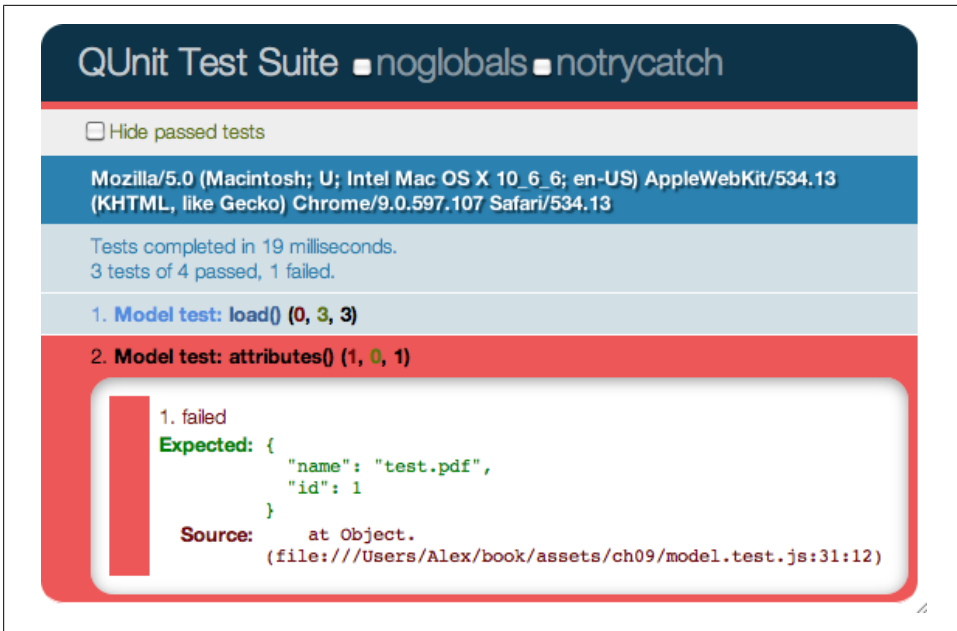 QUnit Test Suite noglobals notrycatch
Hide passed tests
Mozilla/5.0 (Macintosh; U; Intel Mac OS X 10_6_6; en-US) AppleWebKit/534.13
(KHTML, like Gecko) Chrome/9.0.597.107 Safari/534.13
Tests completed in 19 milliseconds.
3 tests of 4 passed, 1 failed.
1. Model test: load() (0, 3, 3)
2. Model test: attributes() (1, 0, 1)
1. failed
Expected: {
"name": "test.pdf",
"id": 1
}
Source: at Object.
(file:///Users/Alex/book/assets/ch09/model.test.js:31:12)